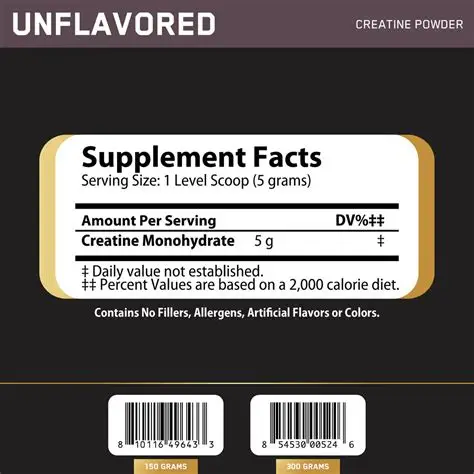 UNFLAVORED
CREATINE POWDER
Supplement Facts
Serving Size: 1 Level Scoop (5 grams)
Amount Per Serving DV%‡‡
Creatine Monohydrate 5 g ‡
‡ Daily value not established.
‡‡ Percent Values are based on a 2,000 calorie diet.
Contains No Fillers, Allergens, Artificial Flavors or Colors.
8 10116 49643 3
8 54530 00524 6
150 GRAMS
300 GRAMS